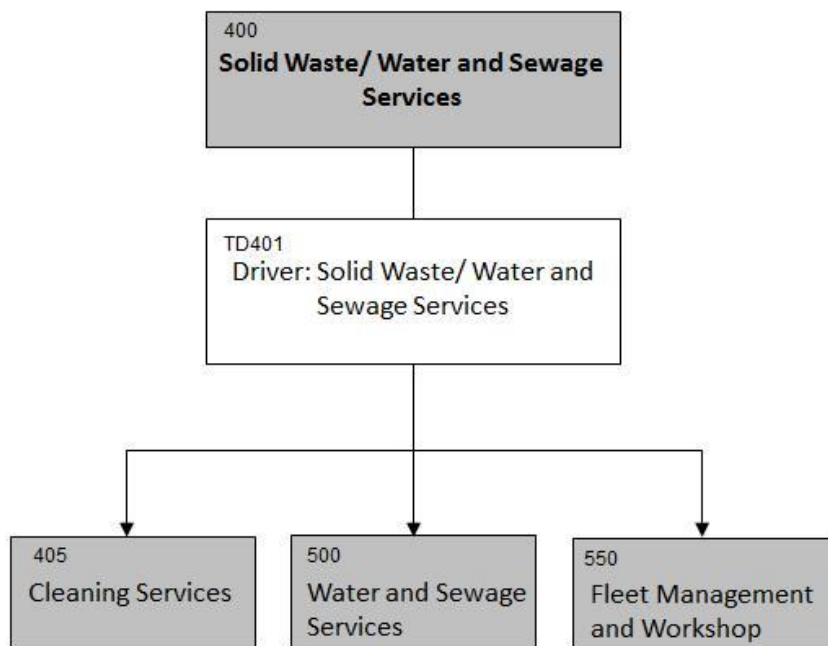 400
Solid Waste/ Water and Sewage
Services
TD401
Driver: Solid Waste/ Water and
Sewage Services
405
Cleaning Services
500
Water and Sewage
Services
550
Fleet Management
and Workshop